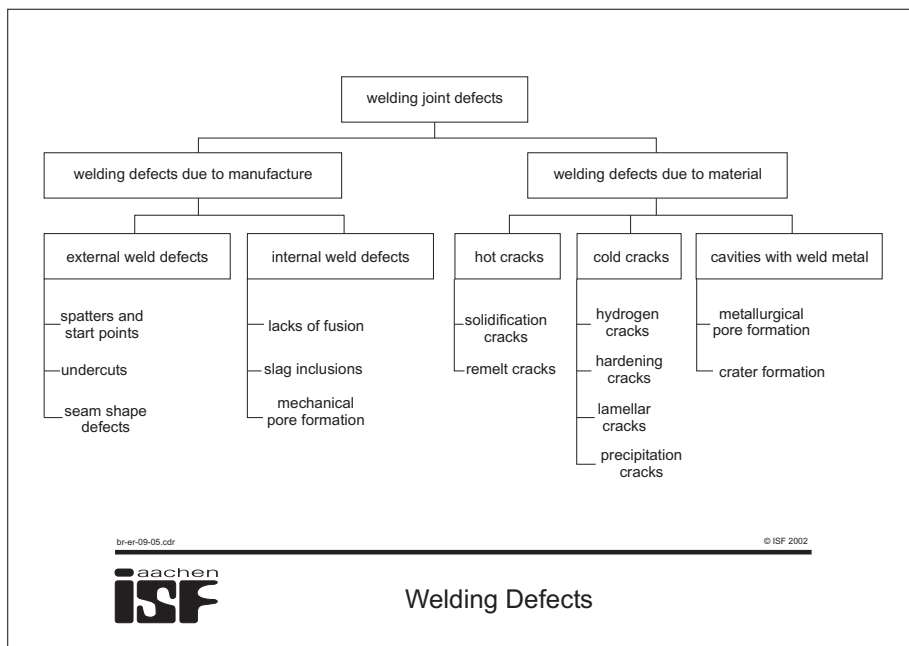 welding joint defects
welding defects due to manufacture
welding defects due to material
external weld defects
internal weld defects
hot cracks
cold cracks
cavities with weld metal
spatters and
start points
undercuts
seam shape
defects
lacks of fusion
slag inclusions
mechanical
pore formation
solidification
cracks
remelt cracks
hydrogen
cracks
hardening
cracks
lamellar
cracks
precipitation
cracks
metallurgical
pore formation
crater formation
br-er-09-05.cdr
© ISF 2002
aachen
ISF
Welding Defects